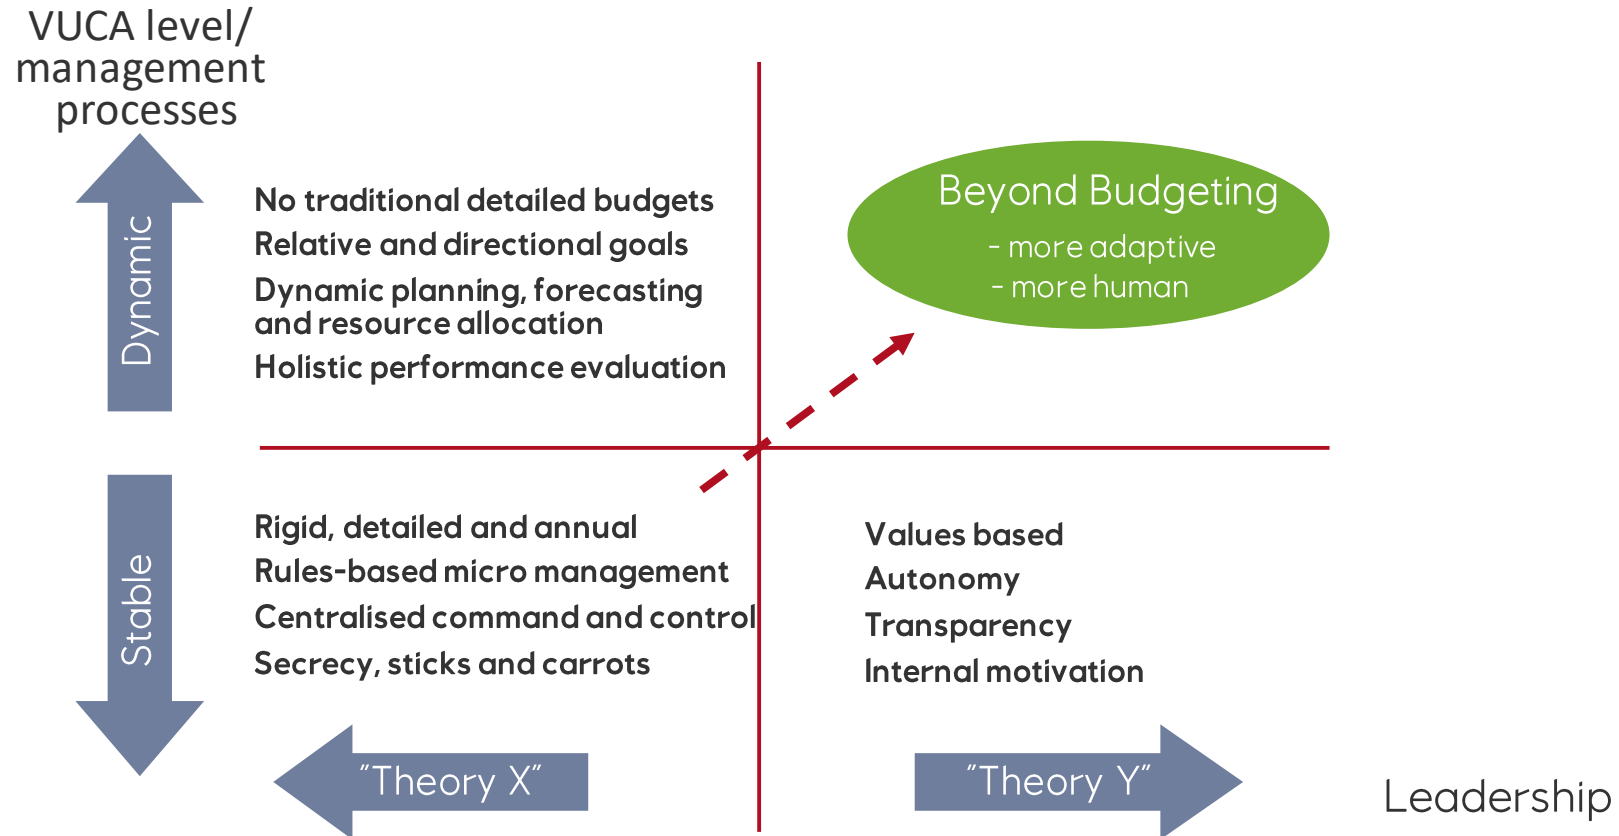 VUCA level/
management
processes
Dynamic
No traditional detailed budgets
Relative and directional goals
Dynamic planning, forecasting
and resource allocation
Holistic performance evaluation
Beyond Budgeting
- more adaptive
- more human
Stable
Rigid, detailed and annual
Rules-based micro management
Centralised command and control
Secrecy, sticks and carrots
Values based
Autonomy
Transparency
Internal motivation
"Theory X"
"Theory Y"
Leadership